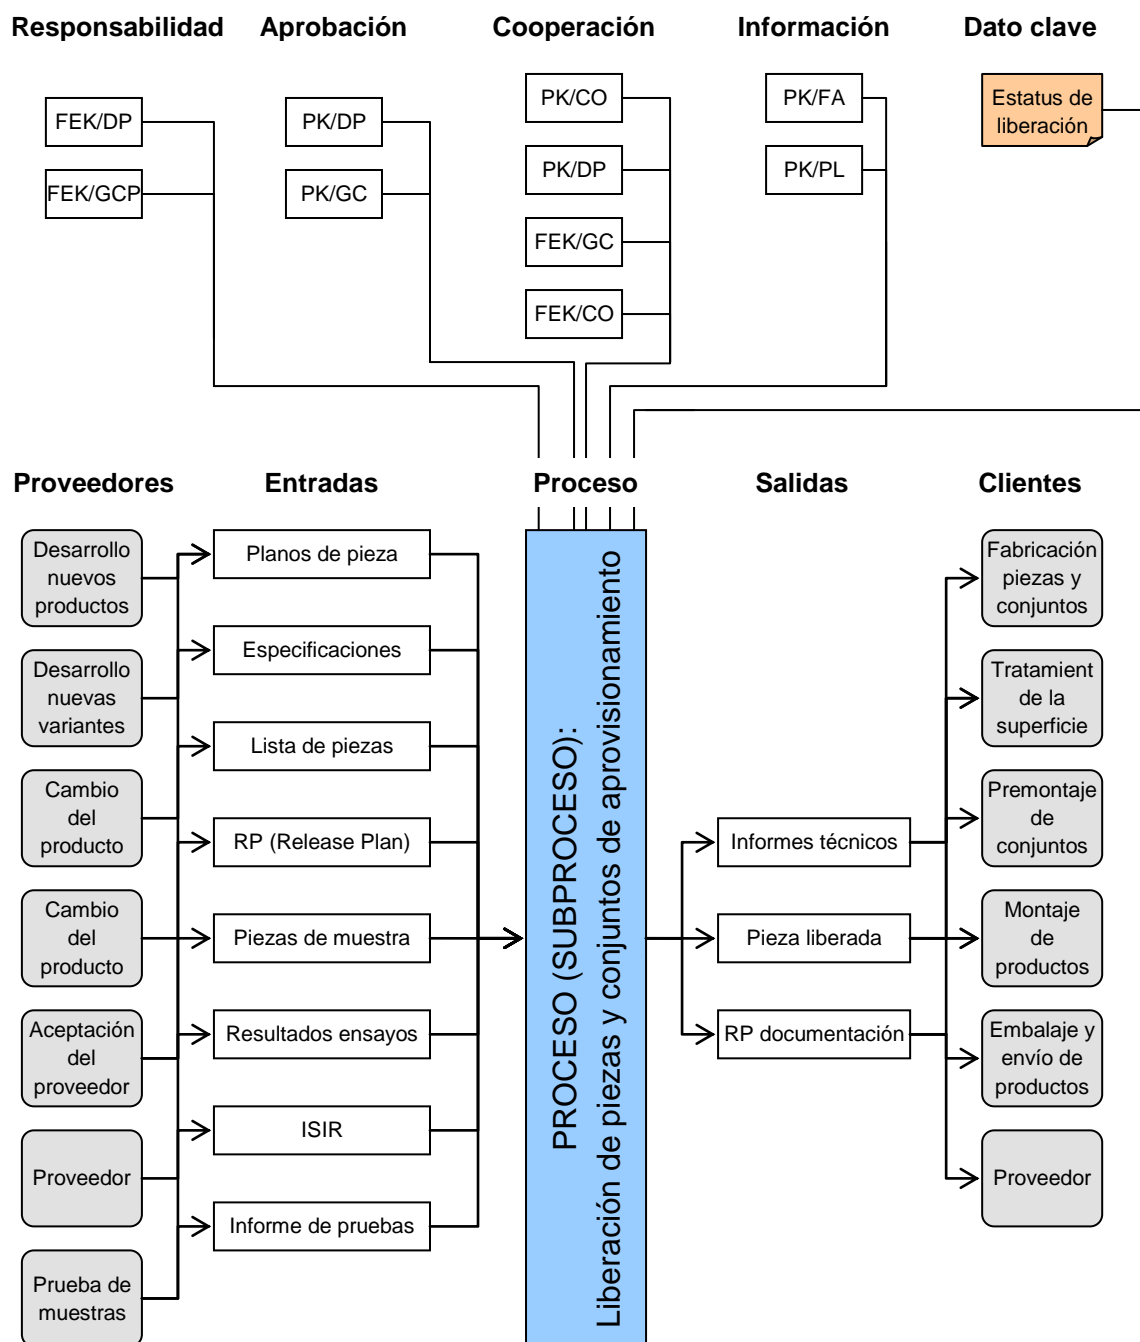 Responsabilidad Aprobación Cooperación Información Dato clave
FEK/DP
FEK/GCP
PK/DP
PK/GC
PK/CO
PK/DP
FEK/GC
FEK/CO
PK/FA
PK/PL
Estatus de
liberación
Proveedores Entradas Proceso Salidas Clientes
Desarrollo
nuevos
productos
Desarrollo
nuevas
variantes
Cambio
del
producto
Cambio
del
producto
Aceptación
del
proveedor
Proveedor
Prueba de
muestras
Planos de pieza
Especificaciones
Lista de piezas
RP (Release Plan)
Piezas de muestra
Resultados ensayos
ISIR
Informe de pruebas
PROCESO (SUBPROCESO):
Liberación de piezas y conjuntos de aprovisionamiento
Informes técnicos
Pieza liberada
RP documentación
Fabricación
piezas y
conjuntos
Tratamient
de la
superficie
Premontaje
de
conjuntos
Montaje
de
productos
Embalaje y
envío de
productos
Proveedor